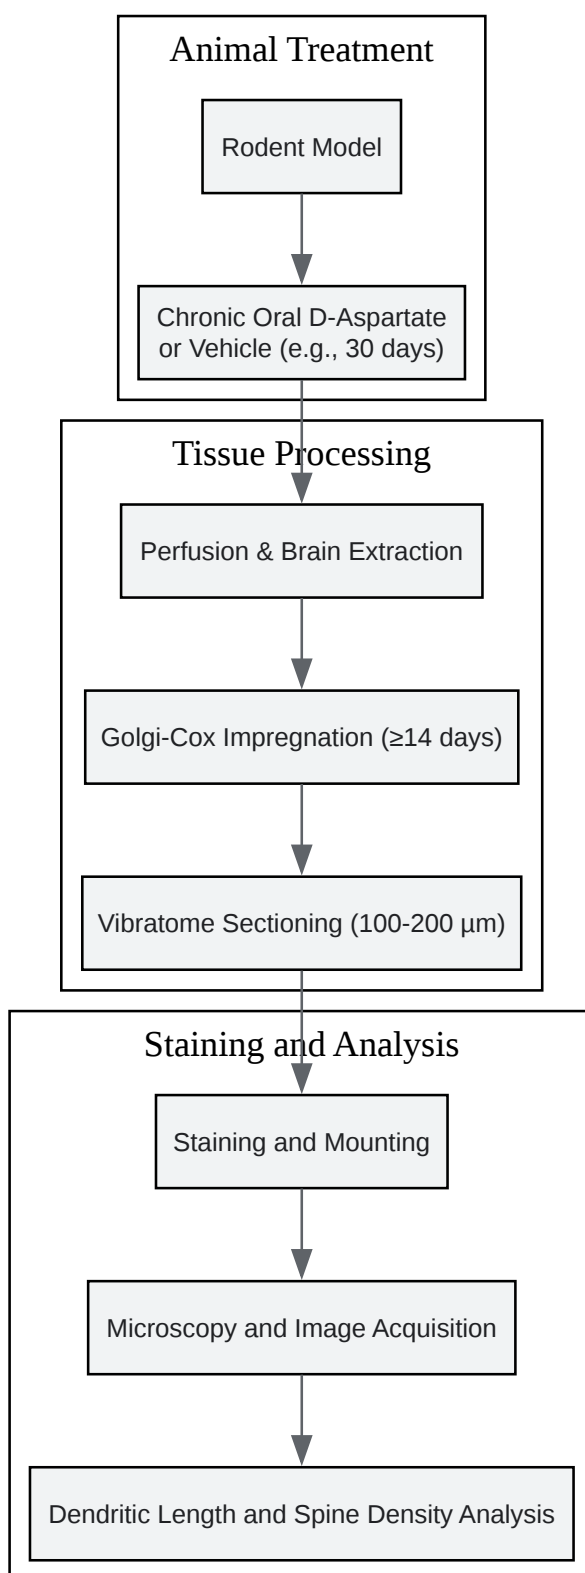 Animal Treatment
Rodent Model
Chronic Oral D-Aspartate
or Vehicle (e.g., 30 days)
Tissue Processing
Perfusion & Brain Extraction
Golgi-Cox Impregnation (≥14 days)
Vibratome Sectioning (100-200 µm)
Staining and Analysis
Staining and Mounting
Microscopy and Image Acquisition
Dendritic Length and Spine Density Analysis